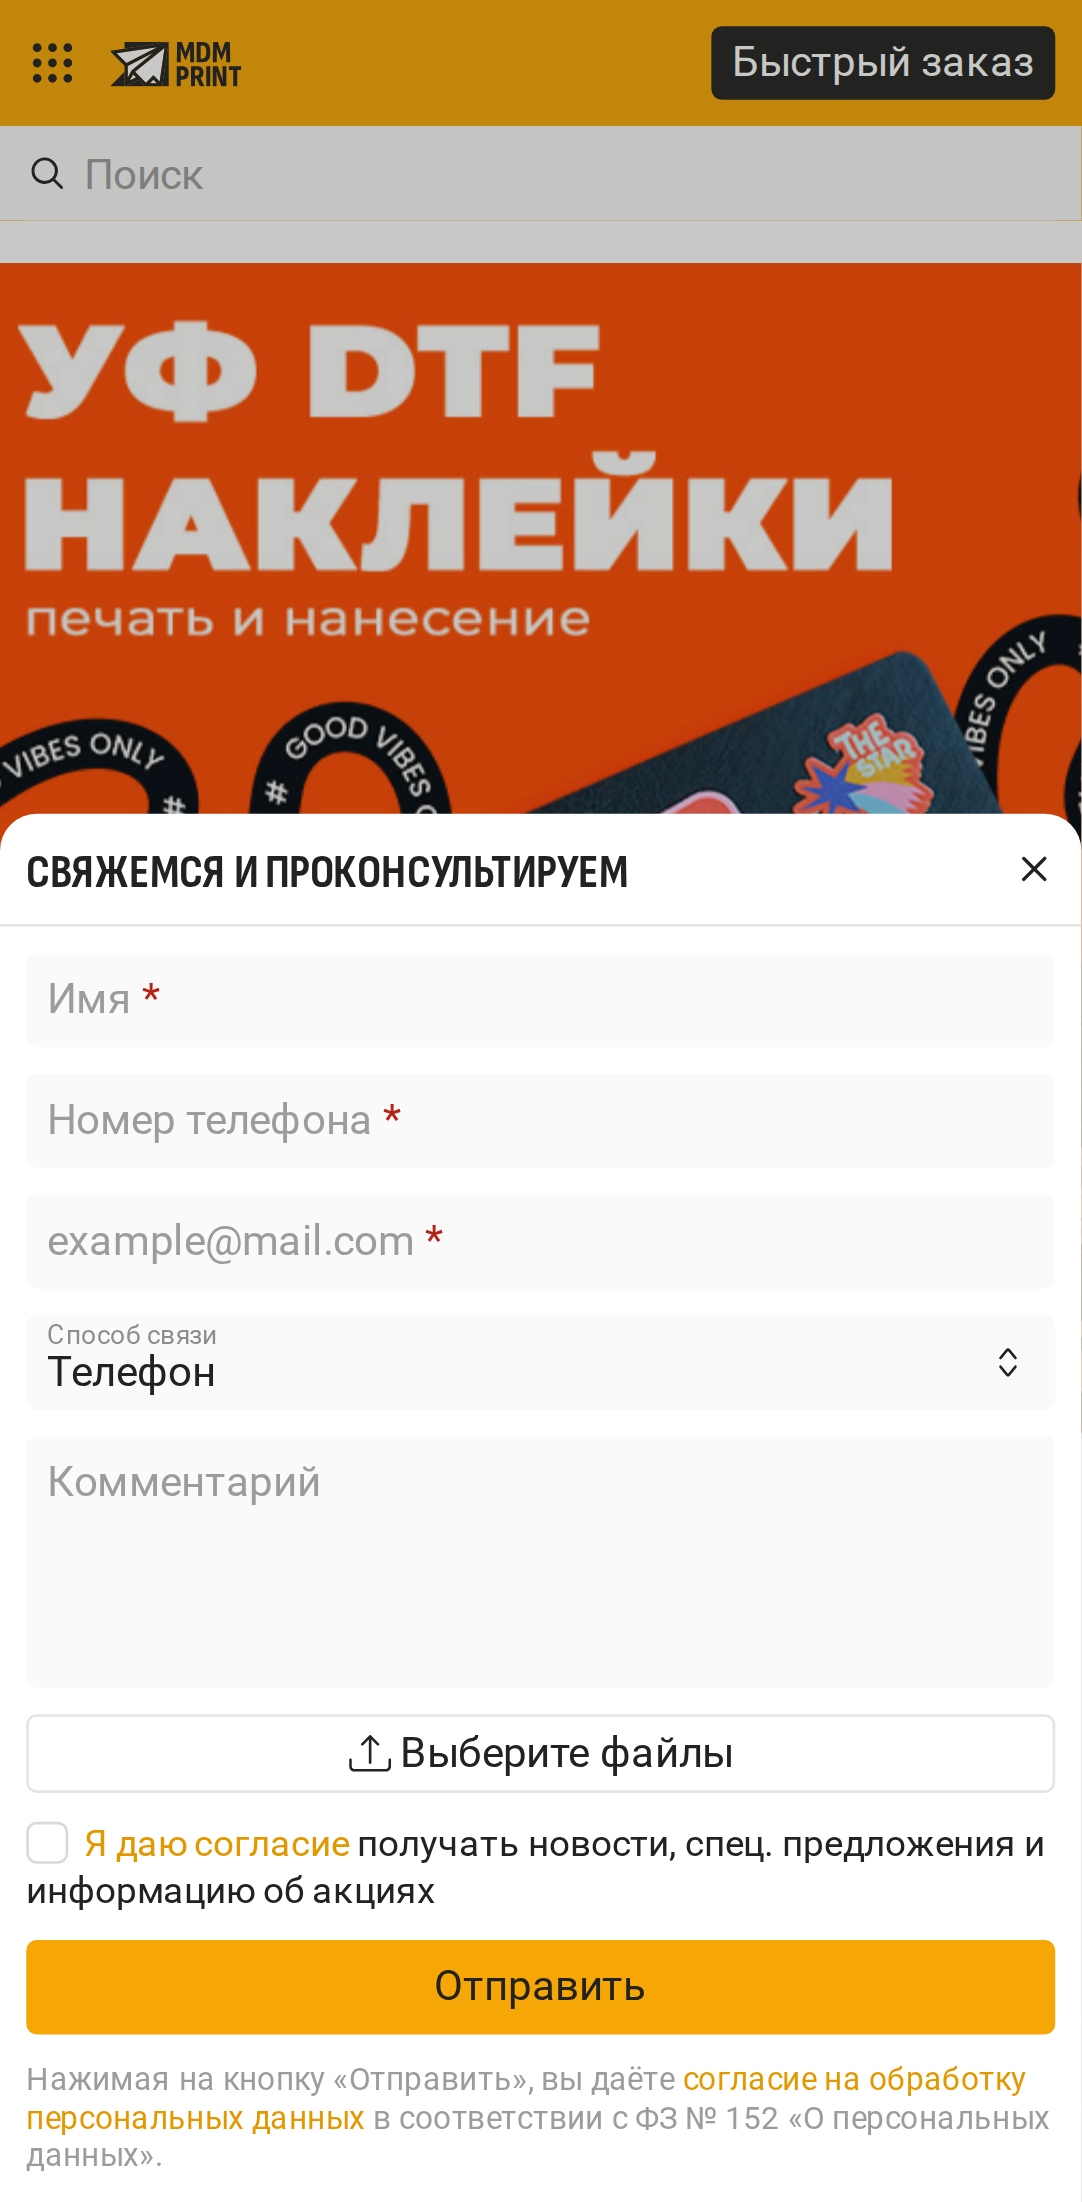 MDM
PRINT
Быстрый заказ
Поиск
УФ DTF
НАКЛЕЙКИ
печать и нанесение
VIBES ONLY #
# GOOD VIBES
VIBES ONLY
THE
STAR
СВЯЖЕМСЯ И ПРОКОНСУЛЬТИРУЕМ
Имя *
Номер телефона *
example@mail.com *
Способ связи
Телефон
Комментарий
Выберите файлы
Я даю согласие получать новости, спец. предложения и
информацию об акциях
Отправить
Нажимая на кнопку «Отправить», вы даёте согласие на обработку
персональных данных в соответствии с ФЗ № 152 «О персональных
данных».